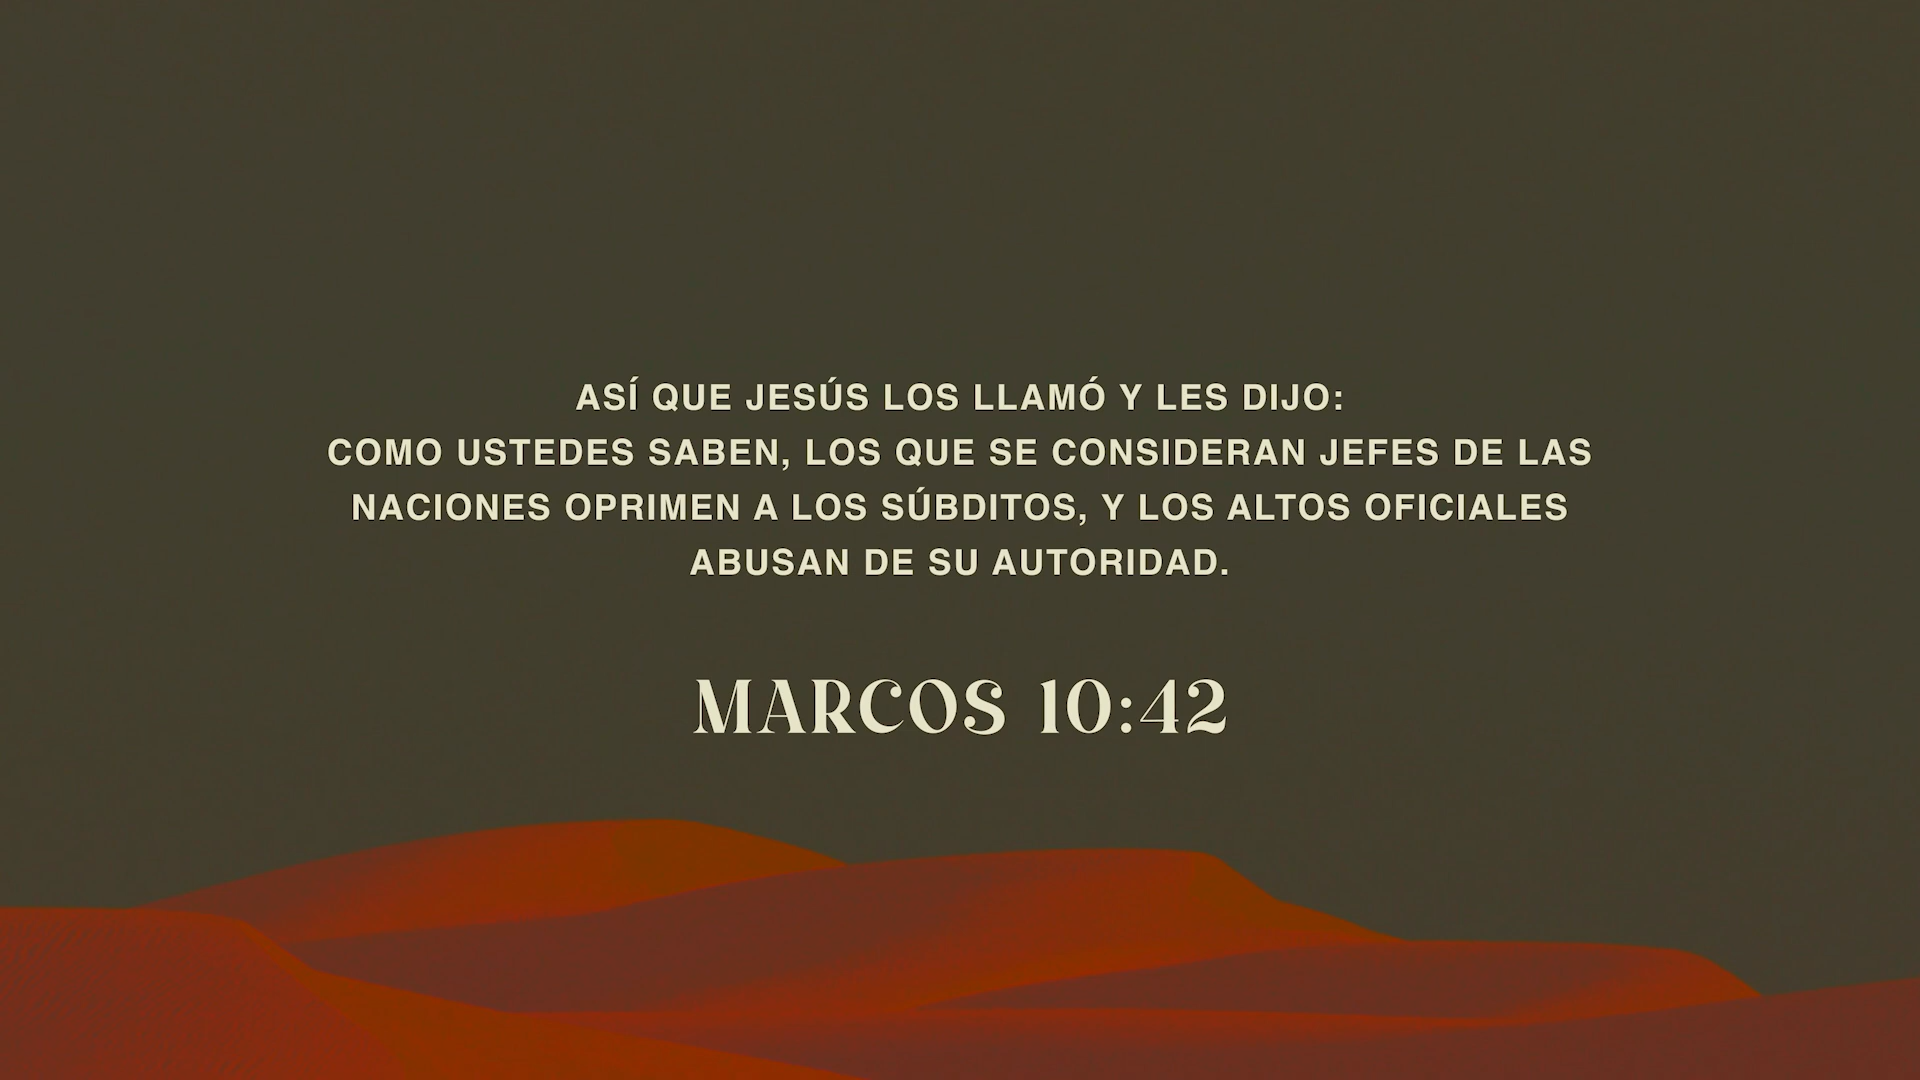 ASÍ QUE JESÚS LOS LLAMÓ Y LES DIJO:
COMO USTEDES SABEN, LOS QUE SE CONSIDERAN JEFES DE LAS
NACIONES OPRIMEN A LOS SÚBDITOS, Y LOS ALTOS OFICIALES
ABUSAN DE SU AUTORIDAD.
MARCOS 10:42